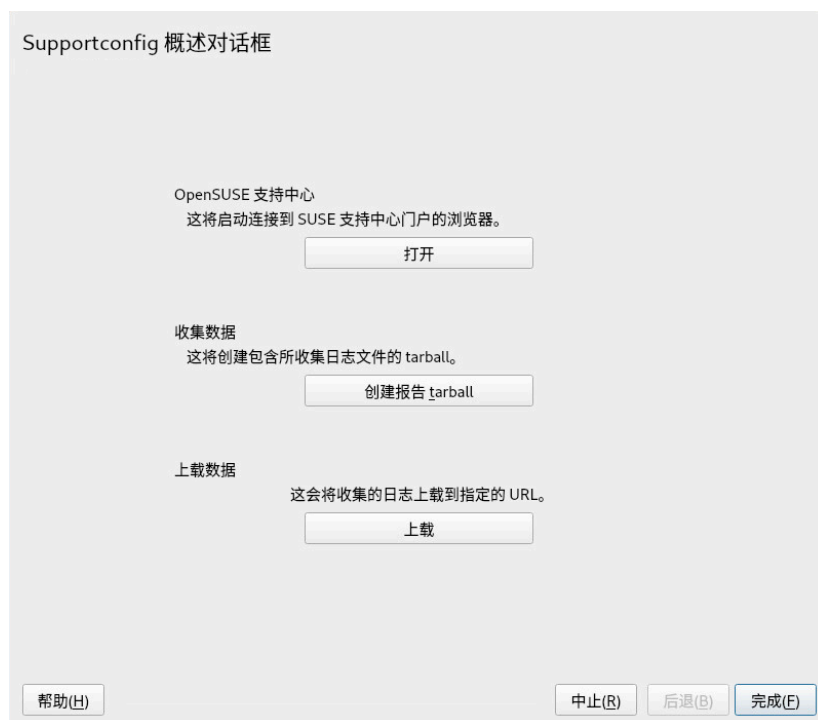 Supportconfig 概述对话框
OpenSUSE 支持中心
这将启动连接到 SUSE 支持中心门户的浏览器。
打开
收集数据
这将创建包含所收集日志文件的 tarball。
创建报告 tarball
上载数据
这会将收集的日志上载到指定的 URL。
上载
帮助(H) 中止(R) 后退(B) 完成(F)